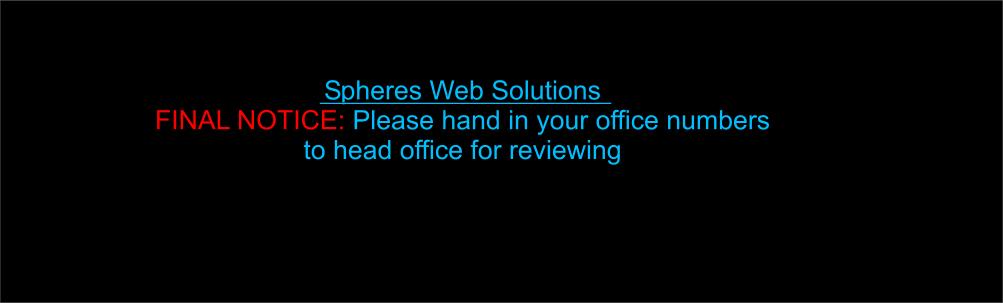 Spheres Web Solutions
FINAL NOTICE: Please hand in your office numbers
to head office for reviewing